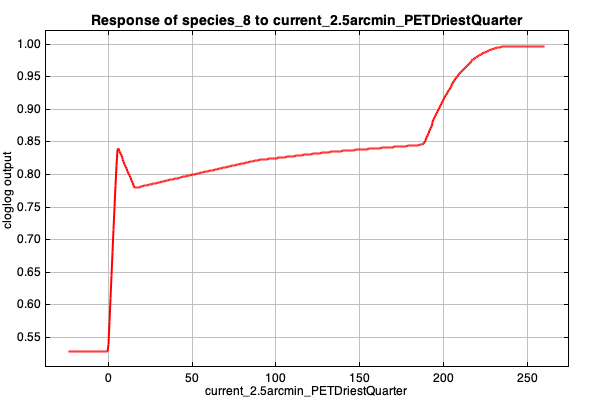 Response of species_8 to current_2.5arcmin_PETDriestQuarter
1.00
0.95
0.90
0.85
0.80
0.75
0.70
0.65
0.60
0.55
cloglog output
0 50 100 150 200 250
current_2.5arcmin_PETDriestQuarter